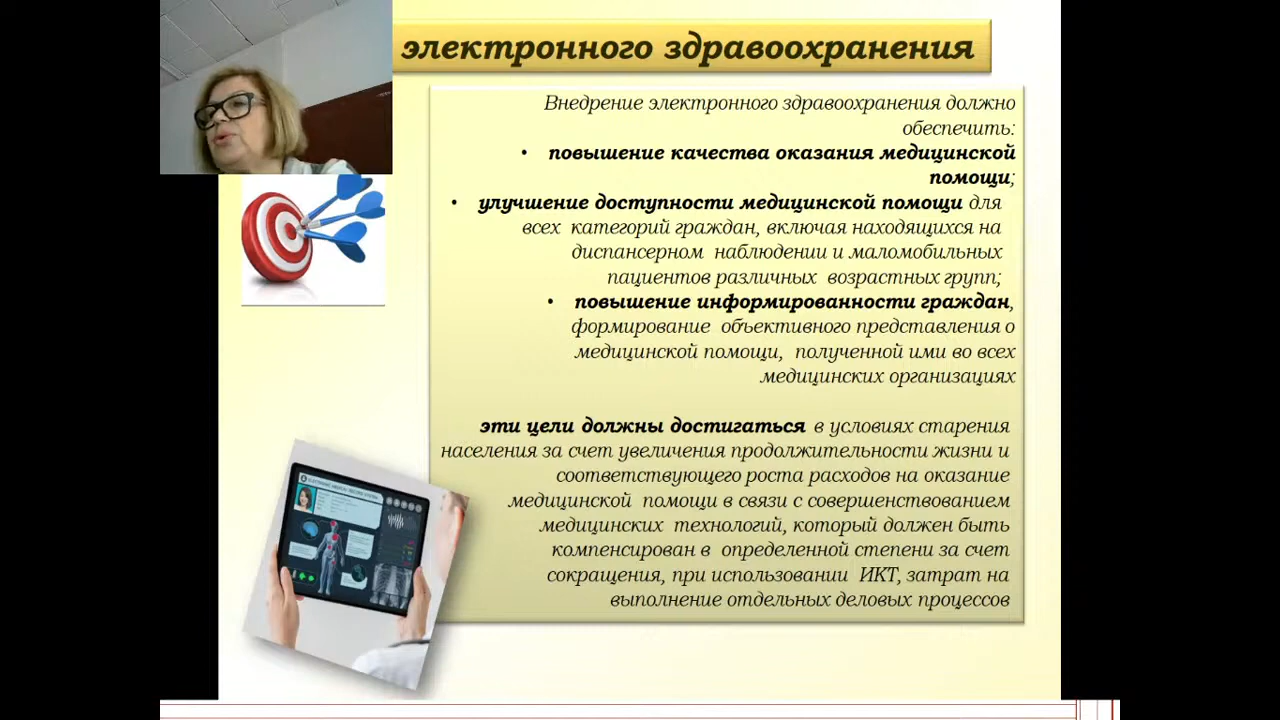 электронного здравоохранения
Внедрение электронного здравоохранения должно
обеспечить:
• повышение качества оказания медицинской
помощи;
• улучшение доступности медицинской помощи для
всех категорий граждан, включая находящихся на
диспансерном наблюдении и маломобильных
пациентов различных возрастных групп;
• повышение информированности граждан,
формирование объективного представления о
медицинской помощи, полученной ими во всех
медицинских организациях
эти цели должны достигаться в условиях старения
населения за счет увеличения продолжительности жизни и
соответствующего роста расходов на оказание
медицинской помощи в связи с совершенствованием
медицинских технологий, который должен быть
компенсирован в определенной степени за счет
сокращения, при использовании ИКТ, затрат на
выполнение отдельных деловых процессов
ELECTRONIC MEDICAL RECORD SYSTEM